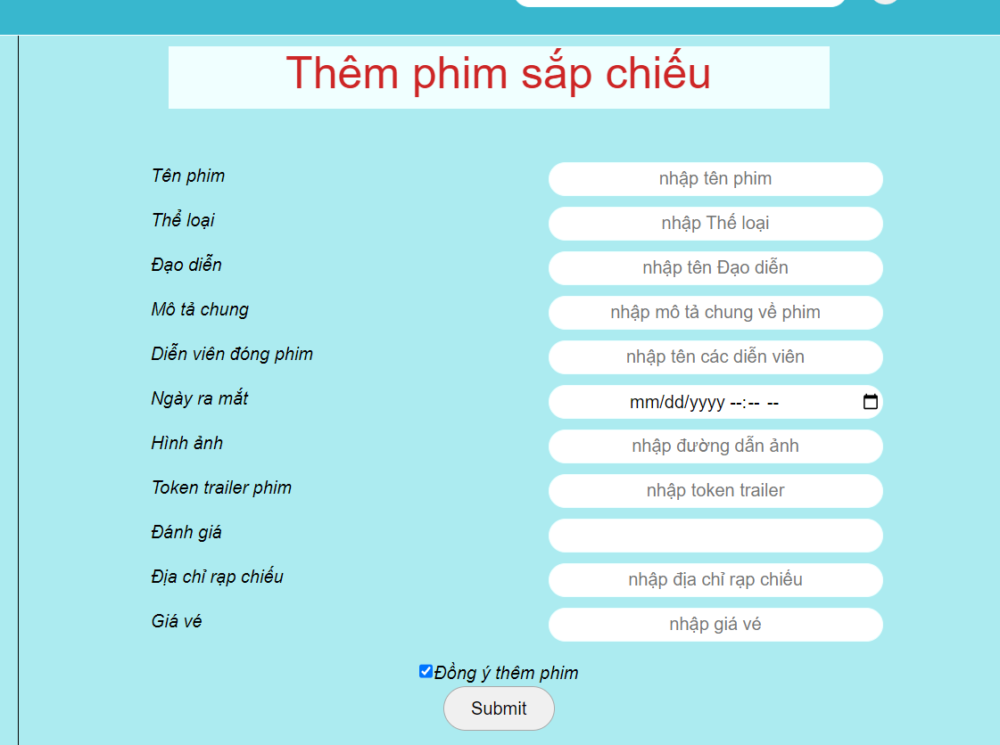 Thêm phim sắp chiếu
Tên phim nhập tên phim
Thể loại nhập Thế loại
Đạo diễn nhập tên Đạo diễn
Mô tả chung nhập mô tả chung về phim
Diễn viên đóng phim nhập tên các diễn viên
Ngày ra mắt mm/dd/yyyy --:-- --
Hình ảnh nhập đường dẫn ảnh
Token trailer phim nhập token trailer
Đánh giá
Địa chỉ rạp chiếu nhập địa chỉ rạp chiếu
Giá vé nhập giá vé
Đồng ý thêm phim
Submit